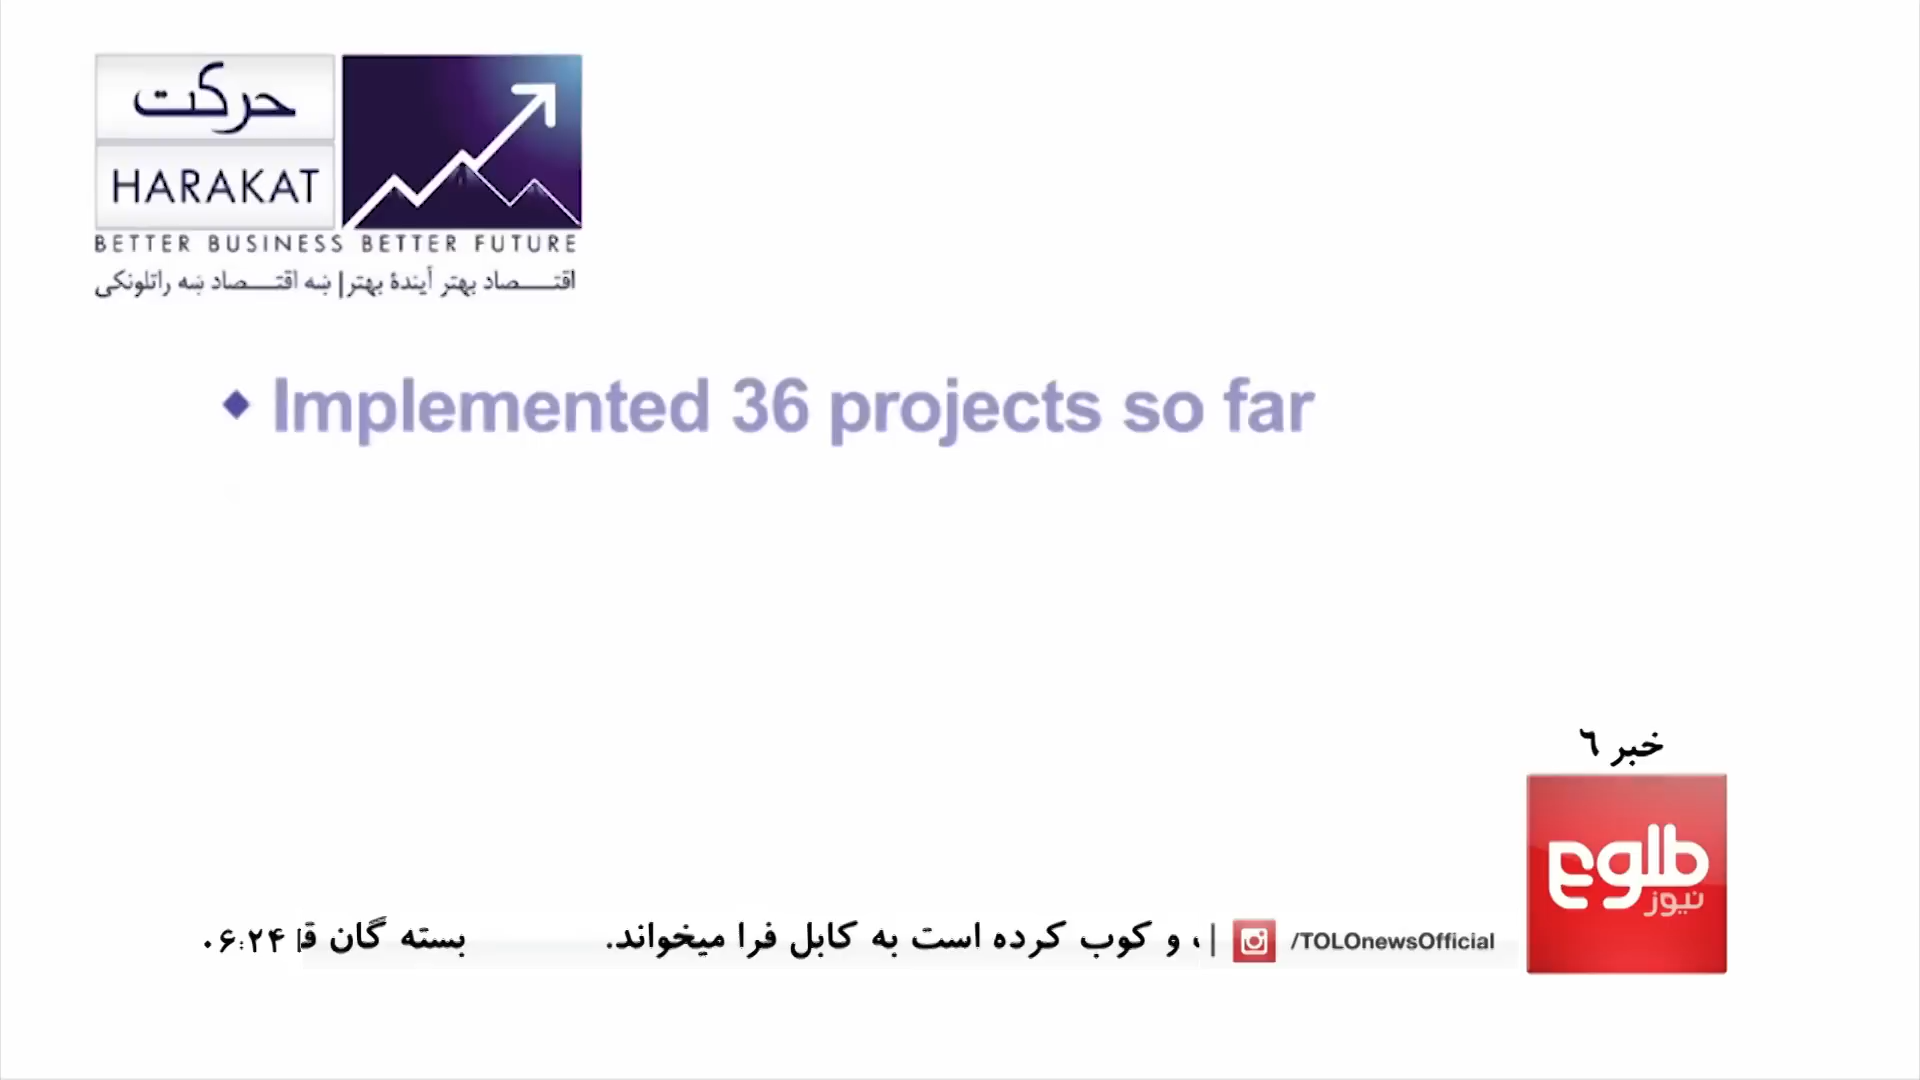 حرکت
HARAKAT
BETTER BUSINESS BETTER FUTURE
اقتـــصاد بهتر آیندهٔ بهتر| ښه اقتـــصاد ښه راتلونکی
Implemented 36 projects so far
خبر ٦
طلوع
نیوز
/TOLOnewsOfficial
و کوب کرده است به کابل فرا میخواند.
بسته گان
۰۶:۲۴